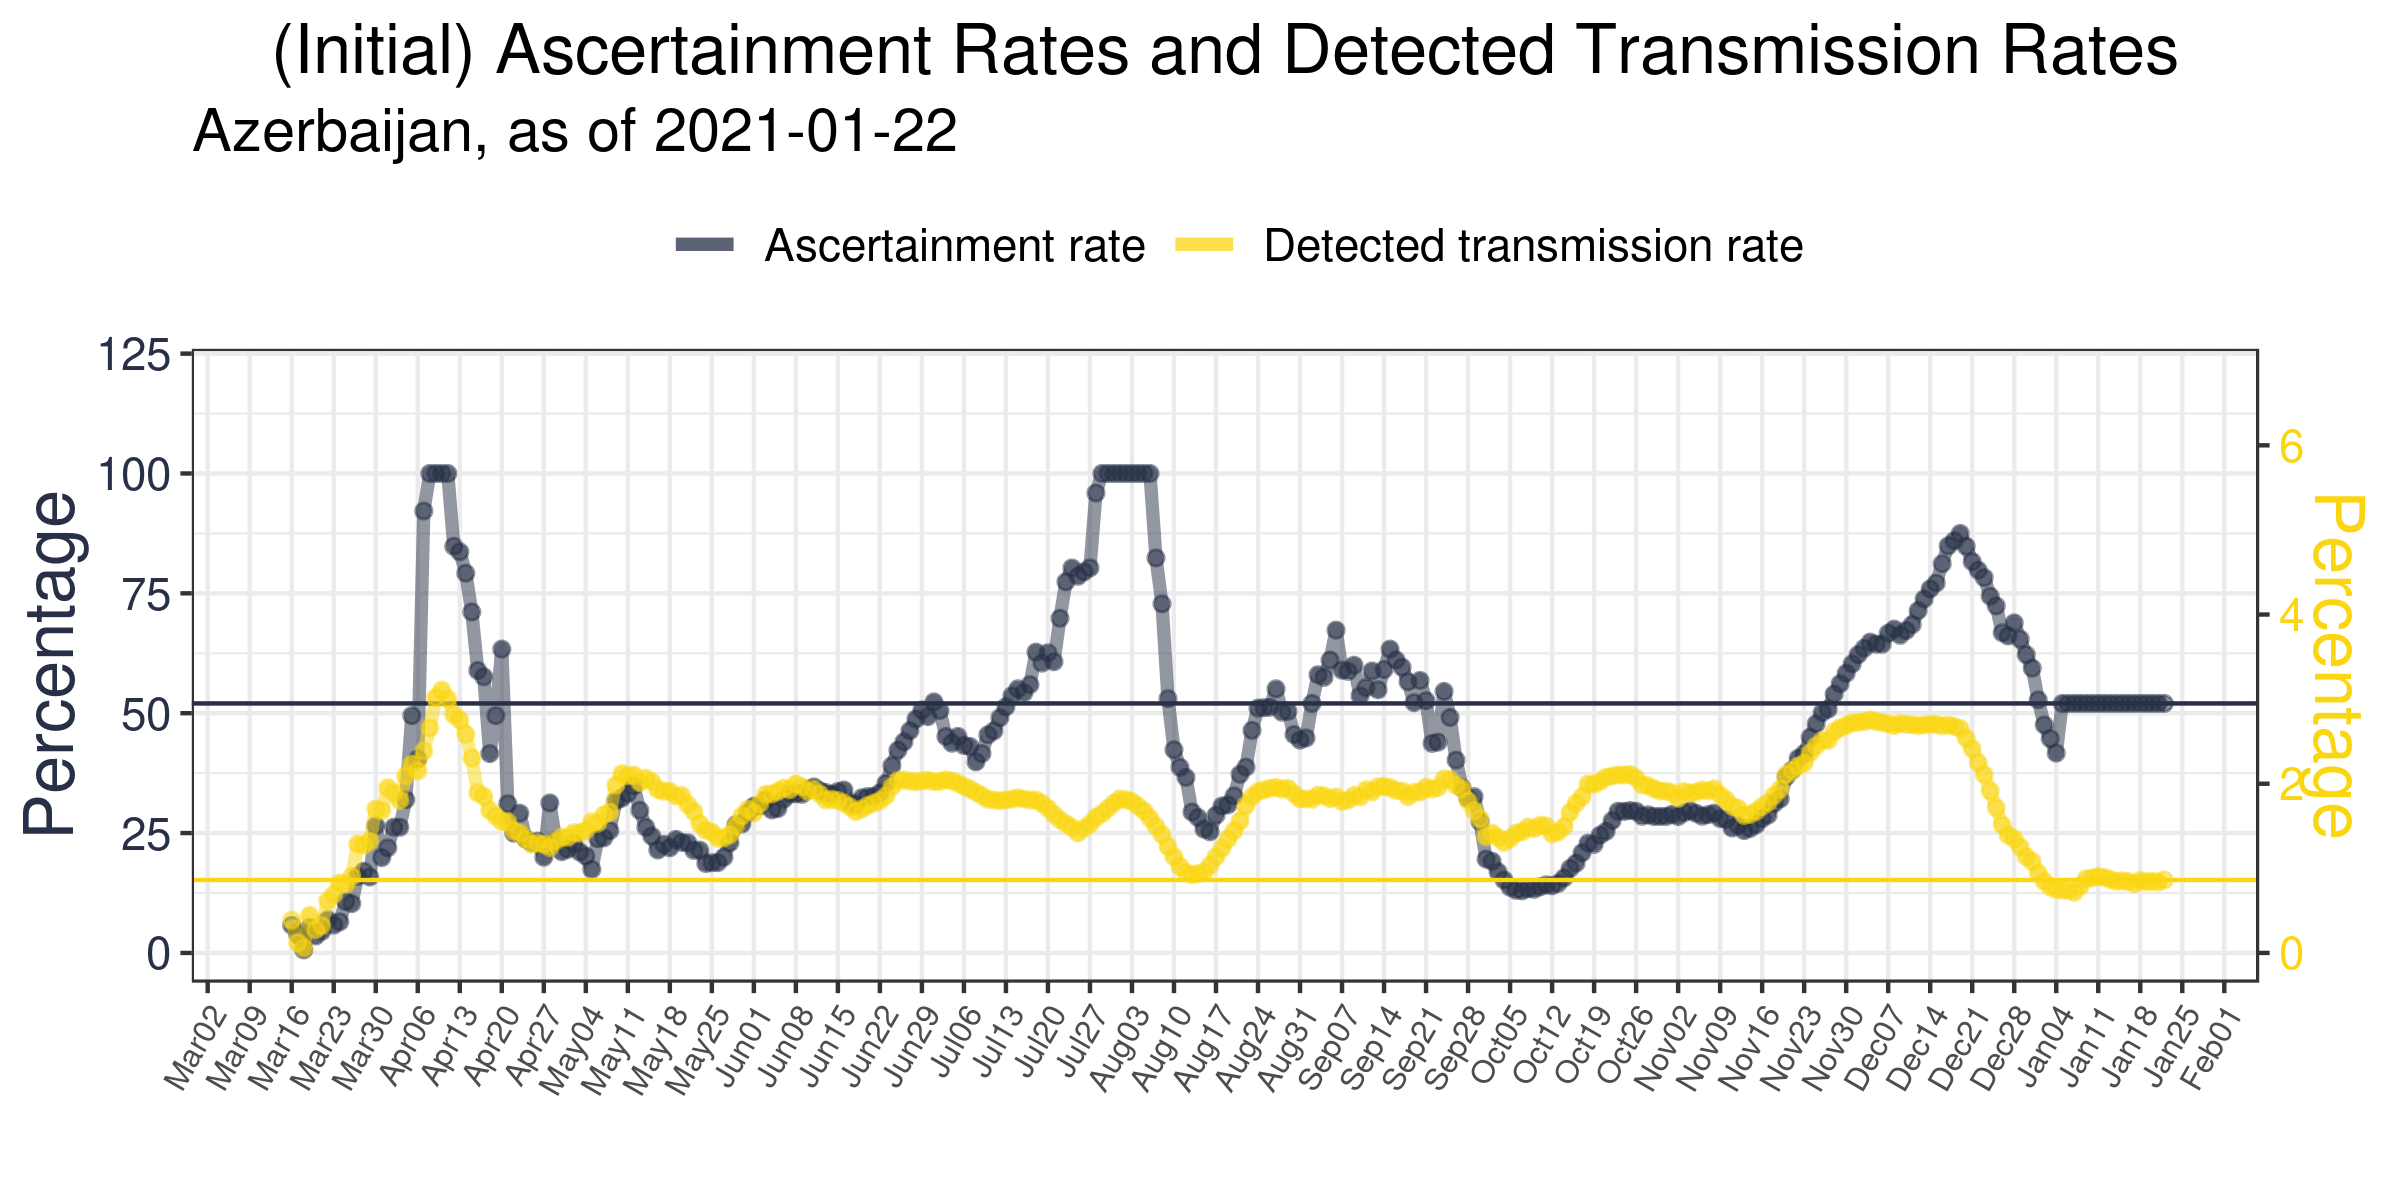 (Initial) Ascertainment Rates and Detected Transmission Rates
Azerbaijan, as of 2021-01-22
Ascertainment rate
Detected transmission rate
Percentage
125
100
75
50
25
0
6
4
2
0
Percentage
Mar02
Mar09
Mar16
Mar23
Mar30
Apr06
Apr13
Apr20
Apr27
May04
May11
May18
May25
Jun01
Jun08
Jun15
Jun22
Jun29
Jul06
Jul13
Jul20
Jul27
Aug03
Aug10
Aug17
Aug24
Aug31
Sep07
Sep14
Sep21
Sep28
Oct05
Oct12
Oct19
Oct26
Nov02
Nov09
Nov16
Nov23
Nov30
Dec07
Dec14
Dec21
Dec28
Jan04
Jan11
Jan18
Jan25
Feb01